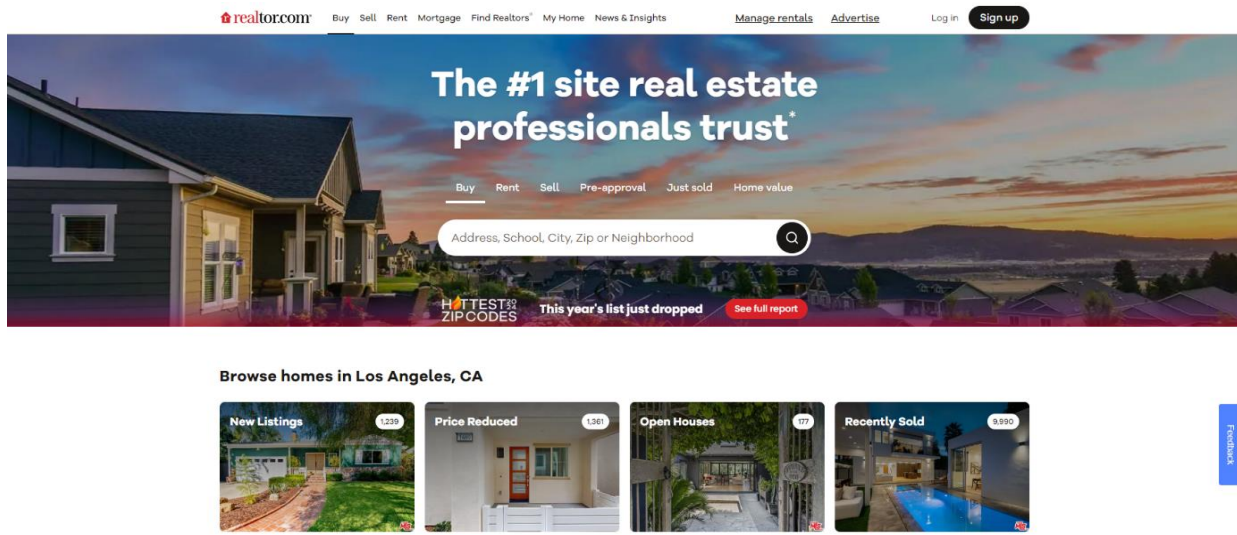 realtor.com Buy Sell Rent Mortgage Find Realtors® My Home News & Insights Manage rentals Advertise Log in Sign up
The #1 site real estate
professionals trust*
Buy Rent Sell Pre-approval Just sold Home value
Address, School, City, Zip or Neighborhood
HOTTEST 2024
ZIP CODES
This year's list just dropped See full report
Browse homes in Los Angeles, CA
New Listings 1,239 Price Reduced 1,361 Open Houses 177 Recently Sold 9,990
Feedback